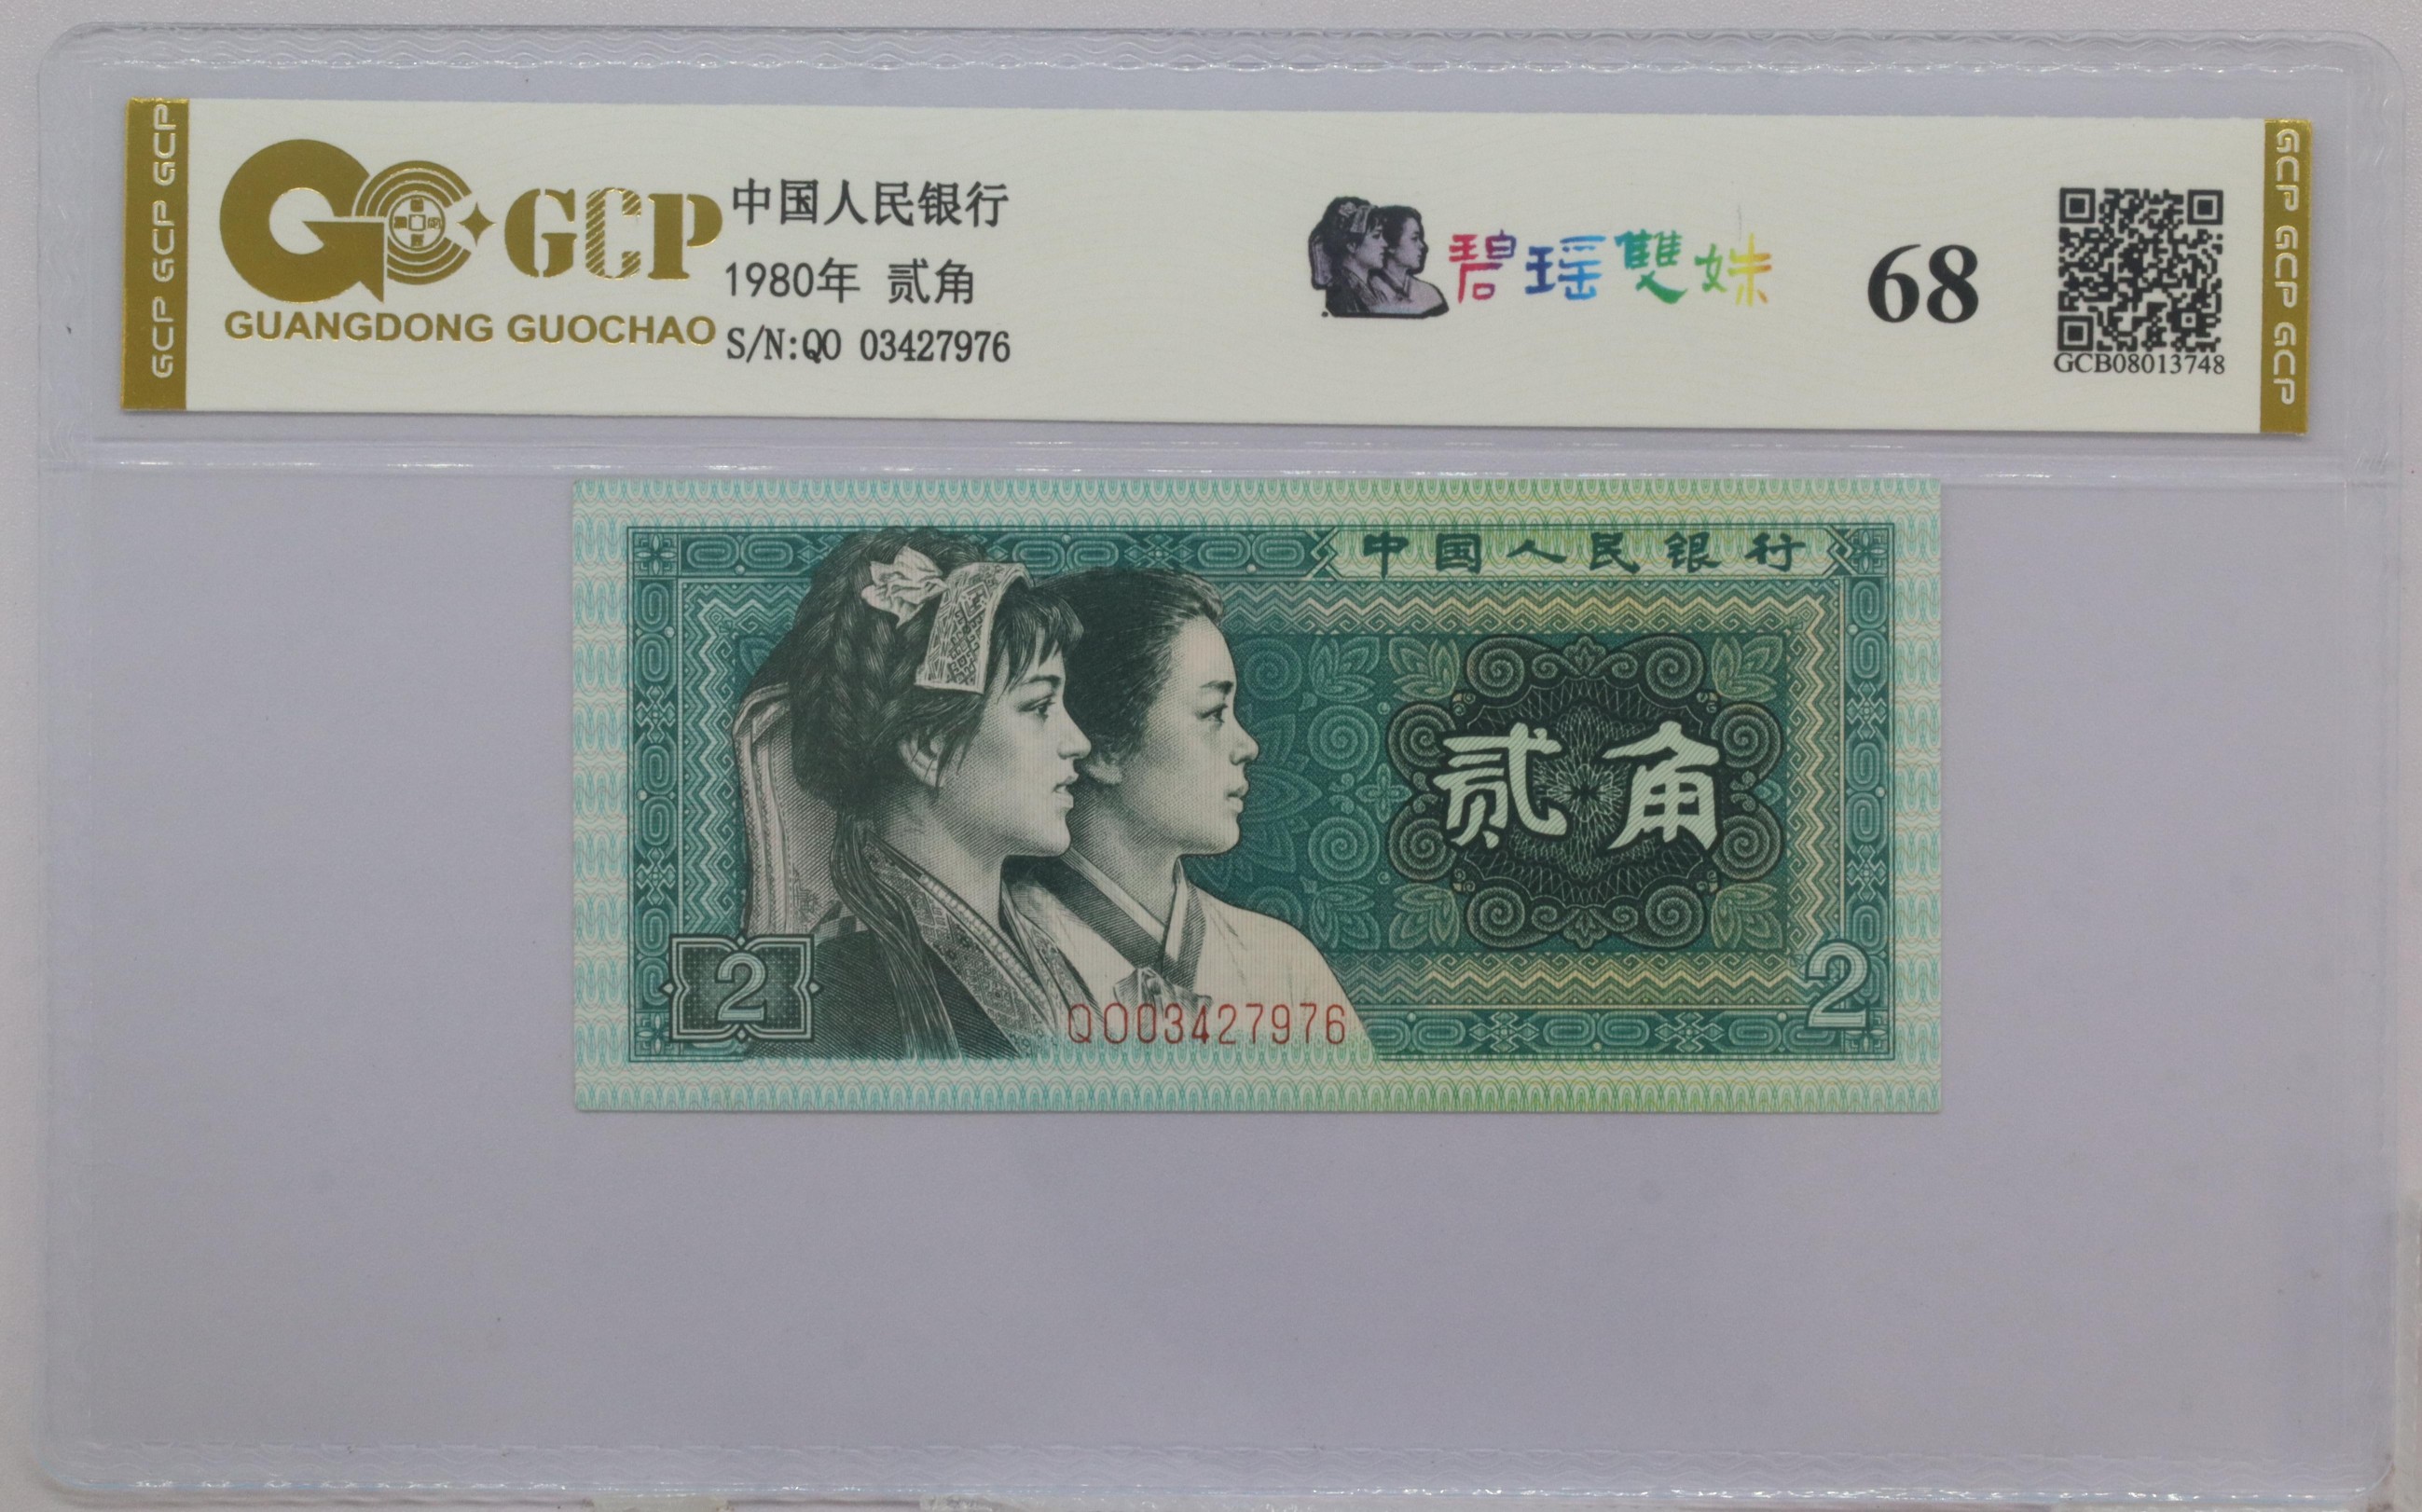 GCP GCP GCP
GCP
GUANGDONG GUOCHAO
中国人民银行
1980年 贰角
S/N:QO 03427976
碧瑶雙妹
68
GCB08013748
GCP GCP GCP
中国人民银行
贰角
2
QO03427976
2